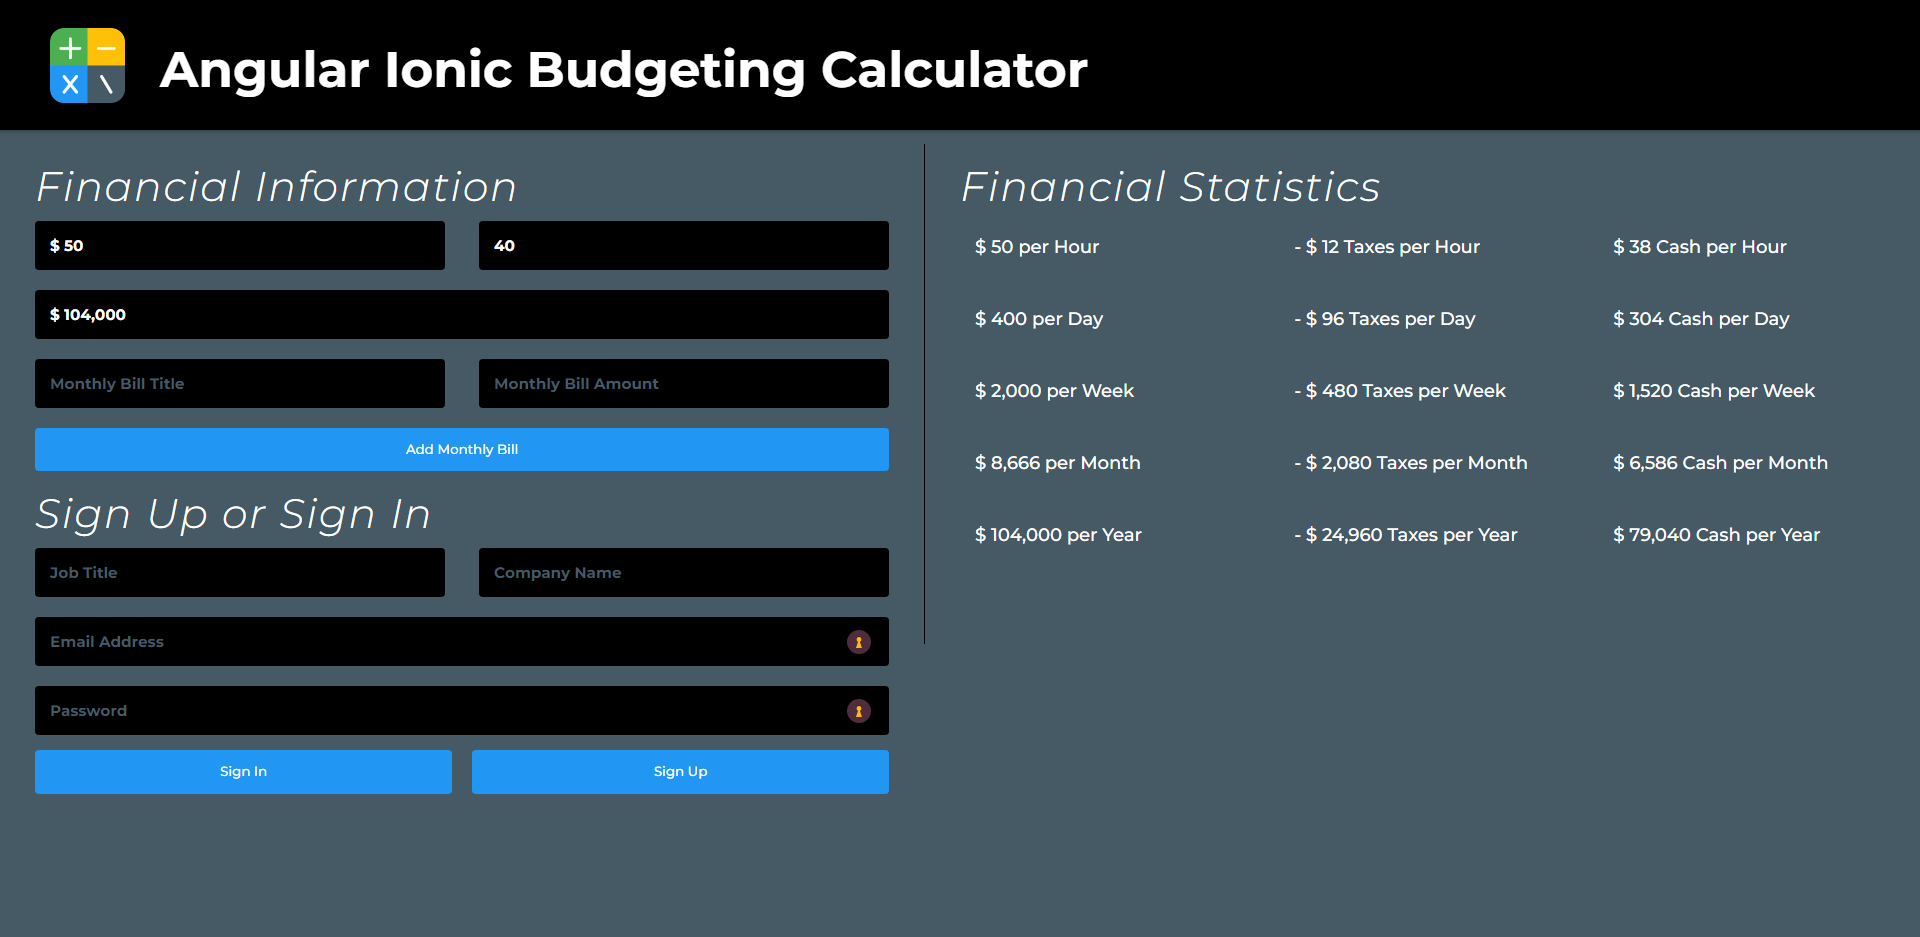 Angular Ionic Budgeting Calculator
Financial Information
$ 50
40
$ 104,000
Monthly Bill Title
Monthly Bill Amount
Add Monthly Bill
Sign Up or Sign In
Job Title
Company Name
Email Address
Password
Sign In
Sign Up
Financial Statistics
$ 50 per Hour
- $ 12 Taxes per Hour
$ 38 Cash per Hour
$ 400 per Day
- $ 96 Taxes per Day
$ 304 Cash per Day
$ 2,000 per Week
- $ 480 Taxes per Week
$ 1,520 Cash per Week
$ 8,666 per Month
- $ 2,080 Taxes per Month
$ 6,586 Cash per Month
$ 104,000 per Year
- $ 24,960 Taxes per Year
$ 79,040 Cash per Year